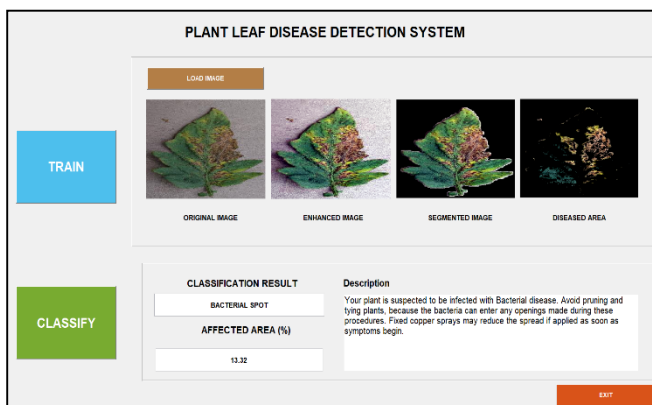 PLANT LEAF DISEASE DETECTION SYSTEM
LOAD IMAGE
TRAIN
ORIGINAL IMAGE
ENHANCED IMAGE
SEGMENTED IMAGE
DISEASED AREA
CLASSIFY
CLASSIFICATION RESULT
BACTERIAL SPOT
AFFECTED AREA (%)
13.32
Description
Your plant is suspected to be infected with Bacterial disease. Avoid pruning and
tying plants, because the bacteria can enter any openings made during these
procedures. Fixed copper sprays may reduce the spread if applied as soon as
symptoms begin.
EXIT